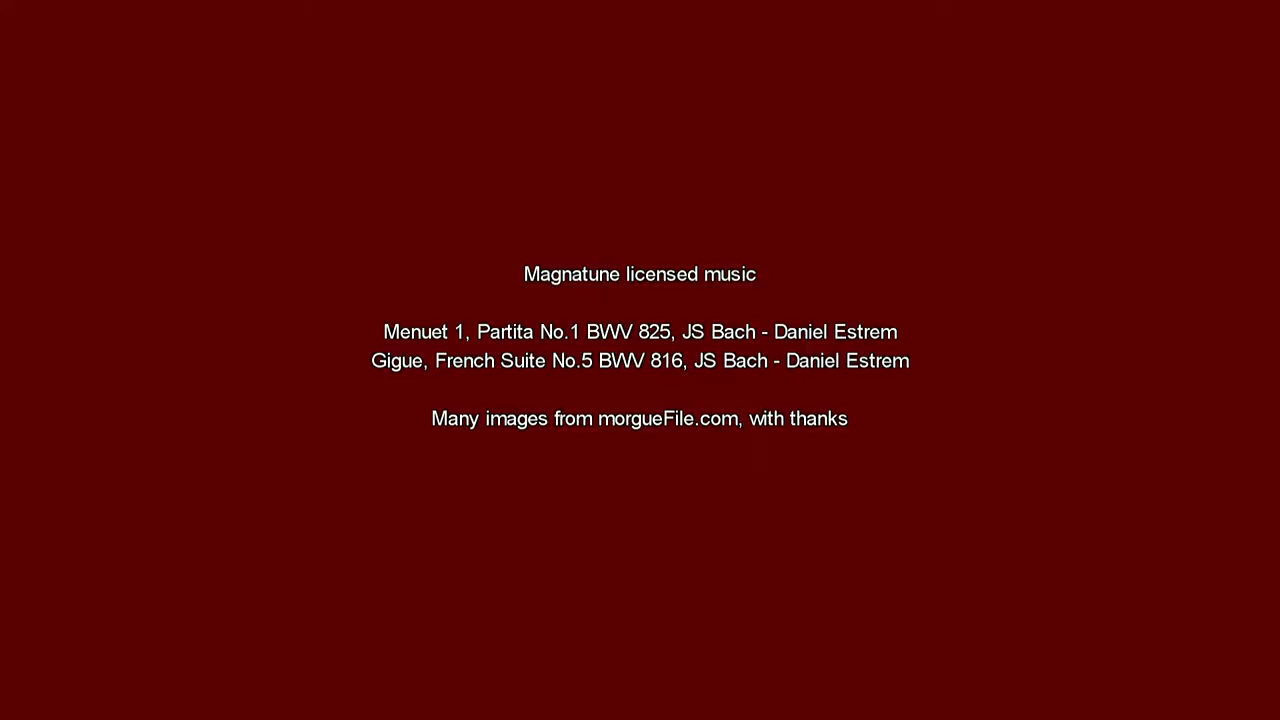 Magnatune licensed music
Menuet 1, Partita No.1 BWV 825, JS Bach - Daniel Estrem
Gigue, French Suite No.5 BWV 816, JS Bach - Daniel Estrem
Many images from morgueFile.com, with thanks